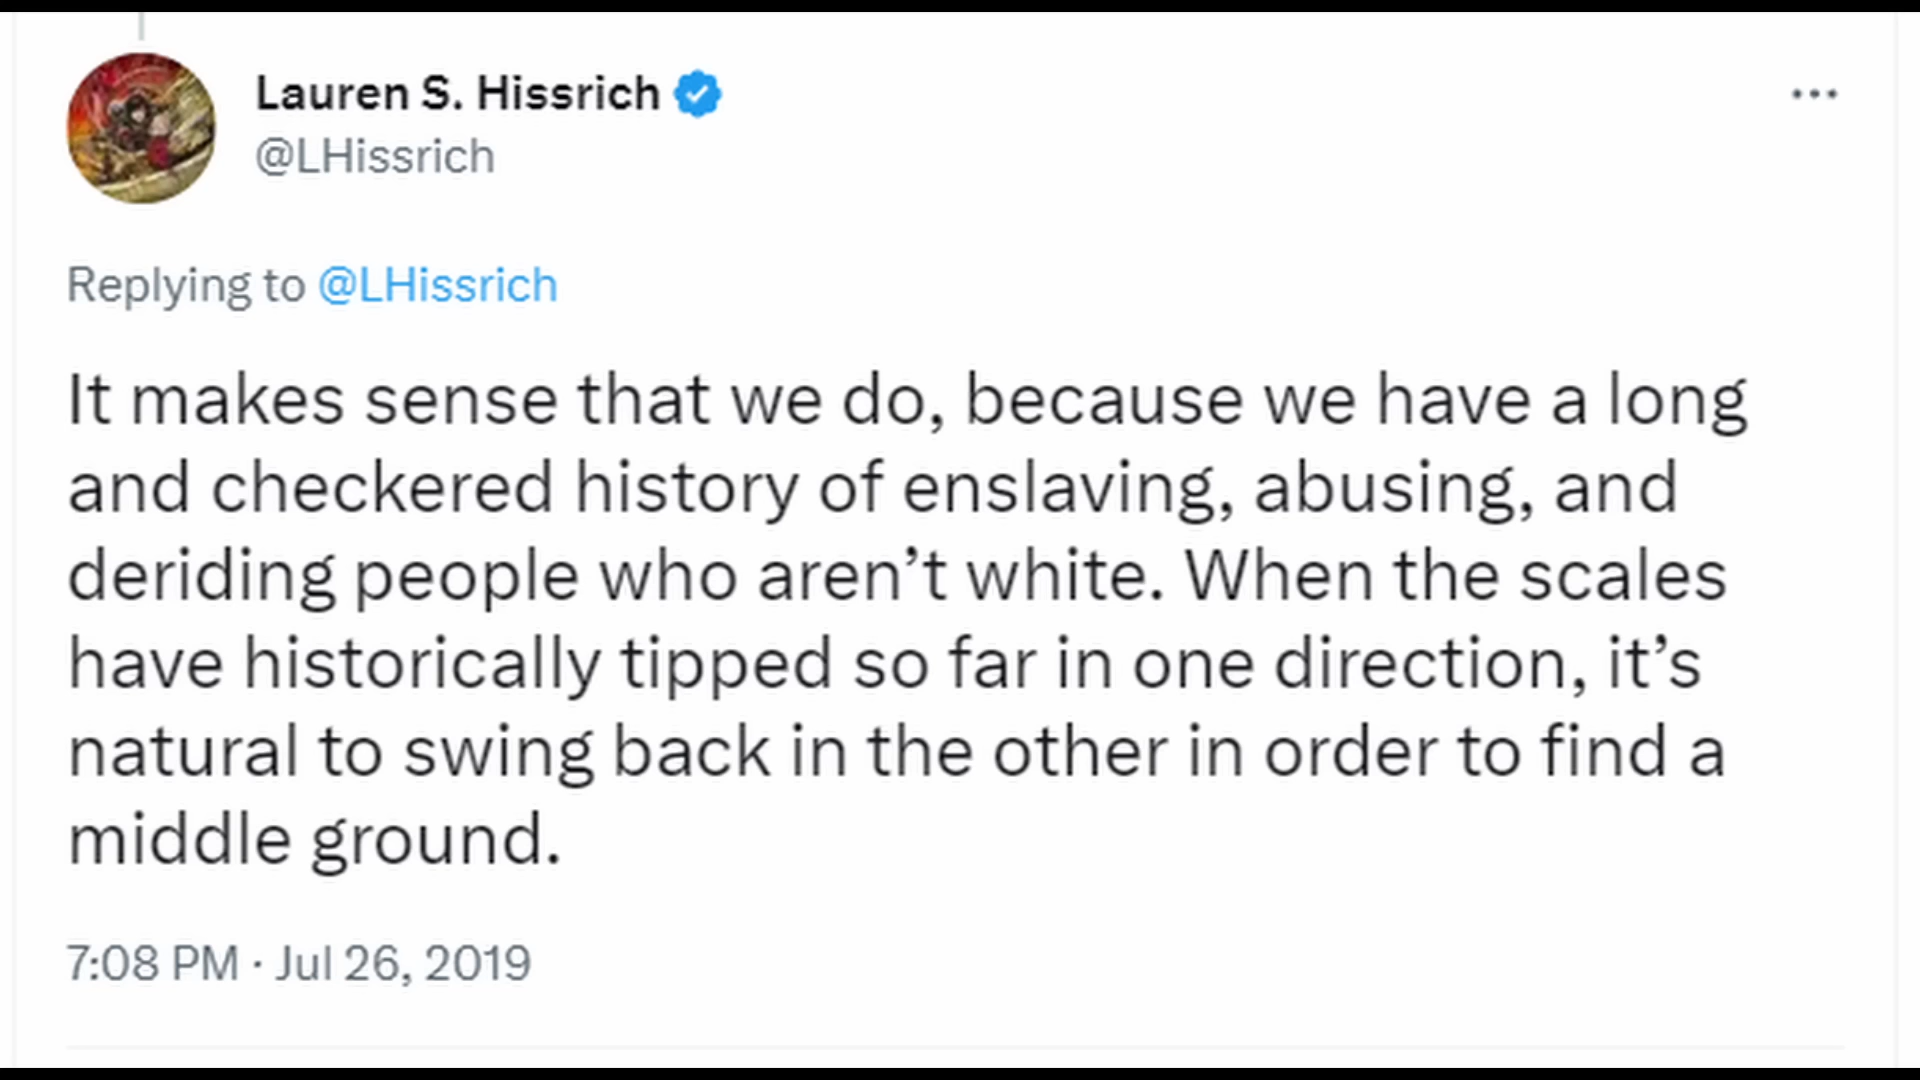 Lauren S. Hissrich
@LHissrich
Replying to @LHissrich
It makes sense that we do, because we have a long
and checkered history of enslaving, abusing, and
deriding people who aren’t white. When the scales
have historically tipped so far in one direction, it’s
natural to swing back in the other in order to find a
middle ground.
7:08 PM · Jul 26, 2019